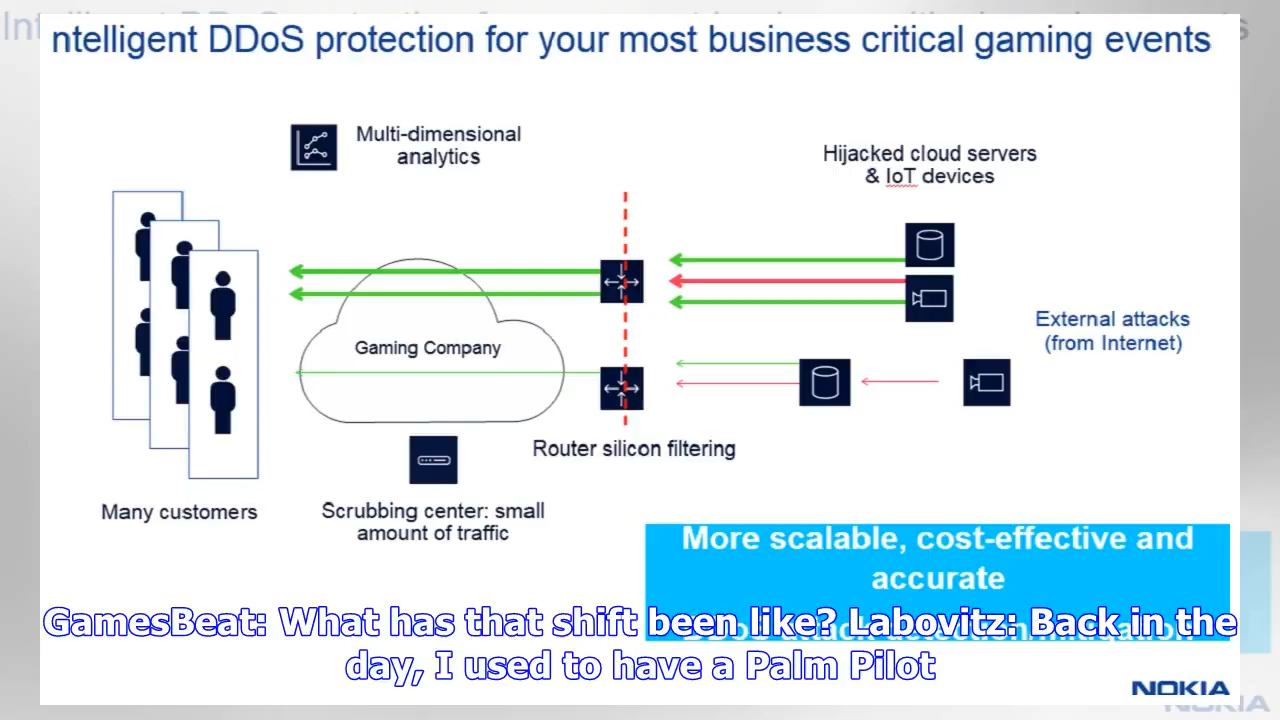 ntelligent DDoS protection for your most business critical gaming events
Multi-dimensional
analytics
Hijacked cloud servers
& IoT devices
External attacks
(from Internet)
Gaming Company
Router silicon filtering
Many customers
Scrubbing center: small
amount of traffic
More scalable, cost-effective and
accurate
GamesBeat: What has that shift been like? Labovitz: Back in the
day, I used to have a Palm Pilot
NOKIA
NOKIA